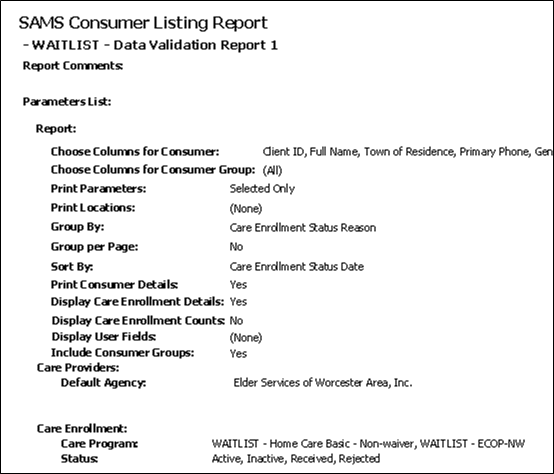 SAMS Consumer Listing Report
- WAITLIST - Data Validation Report 1
Report Comments:
Parameters List:
Report:
Choose Columns for Consumer: Client ID, Full Name, Town of Residence, Primary Phone, Gen
Choose Columns for Consumer Group: (All)
Print Parameters: Selected Only
Print Locations: (None)
Group By: Care Enrollment Status Reason
Group per Page: No
Sort By: Care Enrollment Status Date
Print Consumer Details: Yes
Display Care Enrollment Details: Yes
Display Care Enrollment Counts: No
Display User Fields: (None)
Include Consumer Groups: Yes
Care Providers:
Default Agency: Elder Services of Worcester Area, Inc.
Care Enrollment:
Care Program: WAITLIST - Home Care Basic - Non-waiver, WAITLIST - ECOP-NW
Status: Active, Inactive, Received, Rejected